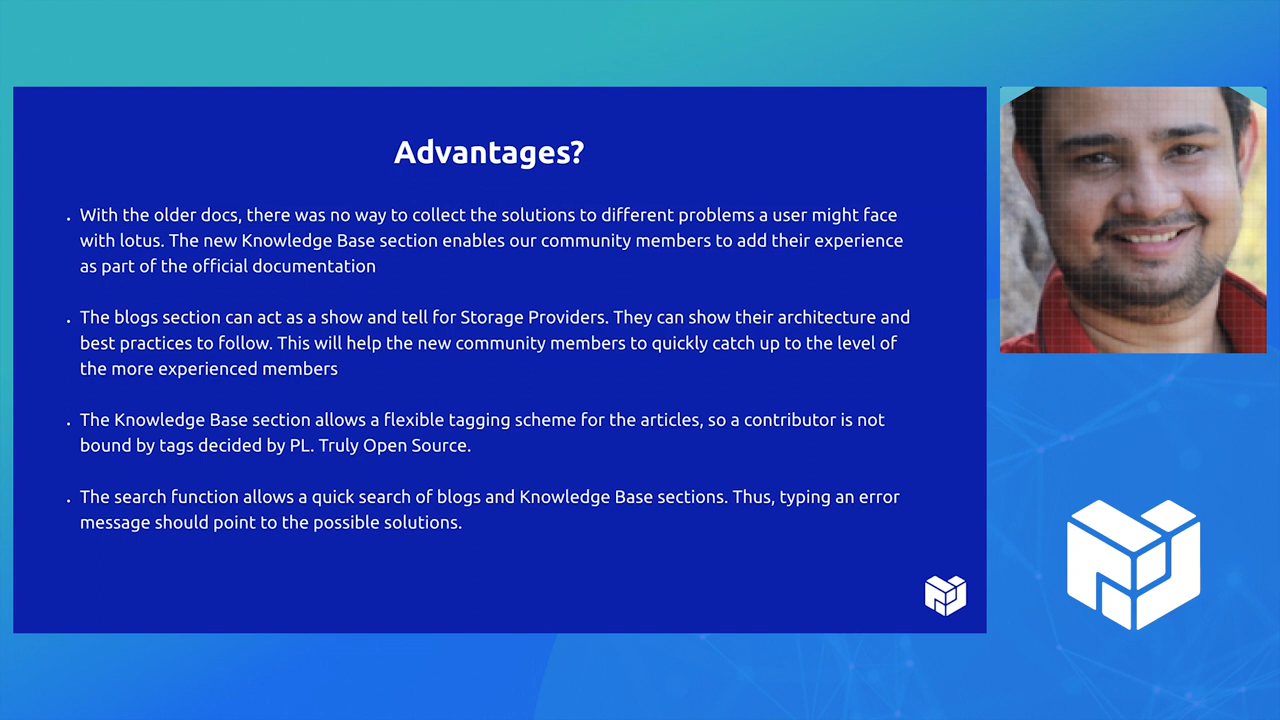 Advantages?
. With the older docs, there was no way to collect the solutions to different problems a user might face
with lotus. The new Knowledge Base section enables our community members to add their experience
as part of the official documentation
. The blogs section can act as a show and tell for Storage Providers. They can show their architecture and
best practices to follow. This will help the new community members to quickly catch up to the level of
the more experienced members
. The Knowledge Base section allows a flexible tagging scheme for the articles, so a contributor is not
bound by tags decided by PL. Truly Open Source.
. The search function allows a quick search of blogs and Knowledge Base sections. Thus, typing an error
message should point to the possible solutions.